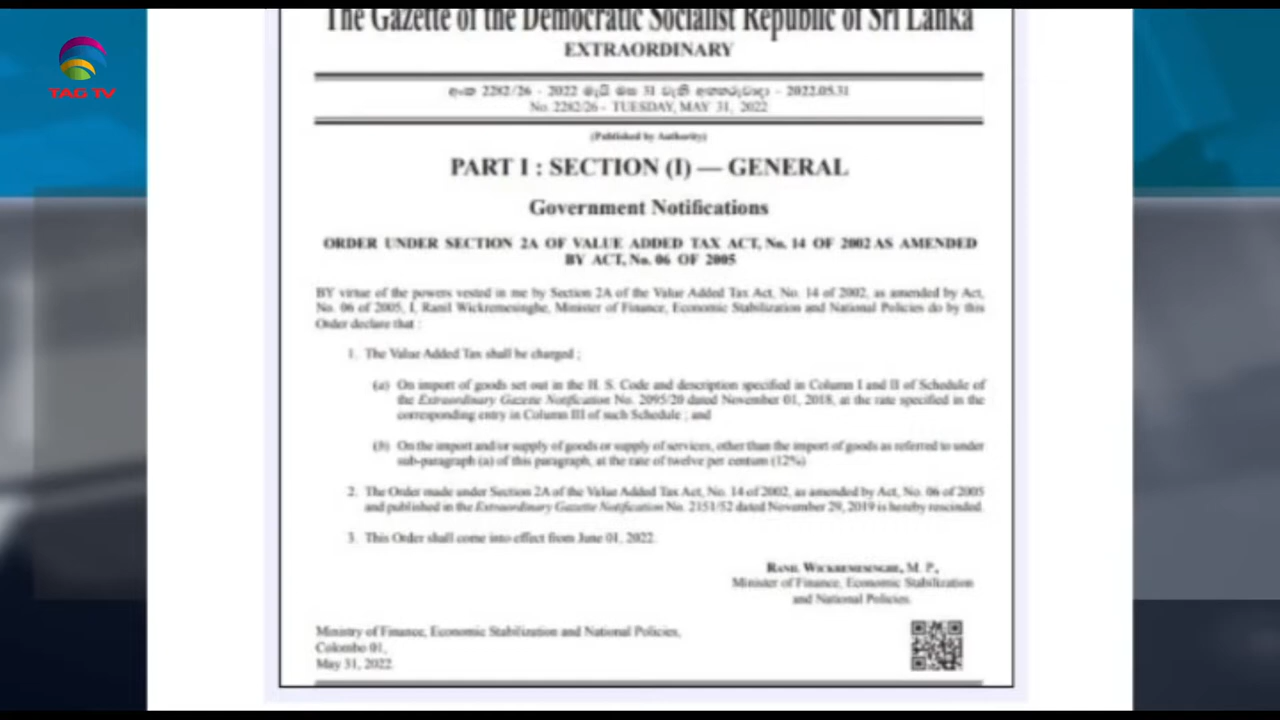 TAG TV
The Gazette of the Democratic Socialist Republic of Sri Lanka
EXTRAORDINARY
අංක 2282/26 - 2022 මැයි මස 31 වැනි අඟහරුවාදා - 2022.05.31
No. 2282/26 - TUESDAY, MAY 31, 2022
(Published by Authority)
PART I : SECTION (I) — GENERAL
Government Notifications
ORDER UNDER SECTION 2A OF VALUE ADDED TAX ACT, No. 14 OF 2002 AS AMENDED
BY ACT, No. 06 OF 2005
BY virtue of the powers vested in me by Section 2A of the Value Added Tax Act, No. 14 of 2002, as amended by Act,
No. 06 of 2005, I, Ranil Wickremesinghe, Minister of Finance, Economic Stabilization and National Policies do by this
Order declare that :
1. The Value Added Tax shall be charged ;
(a) On import of goods set out in the H. S. Code and description specified in Column I and II of Schedule of
the Extraordinary Gazette Notification No. 2095/20 dated November 01, 2018, at the rate specified in the
corresponding entry in Column III of such Schedule ; and
(b) On the import and/or supply of goods or supply of services, other than the import of goods as referred to under
sub-paragraph (a) of this paragraph, at the rate of twelve per centum (12%)
2. The Order made under Section 2A of the Value Added Tax Act, No. 14 of 2002, as amended by Act, No. 06 of 2005
and published in the Extraordinary Gazette Notification No. 2151/52 dated November 29, 2019 is hereby rescinded.
3. This Order shall come into effect from June 01, 2022.
RANIL WICKREMESINGHE, M. P.,
Minister of Finance, Economic Stabilization
and National Policies.
Ministry of Finance, Economic Stabilization and National Policies,
Colombo 01,
May 31, 2022.